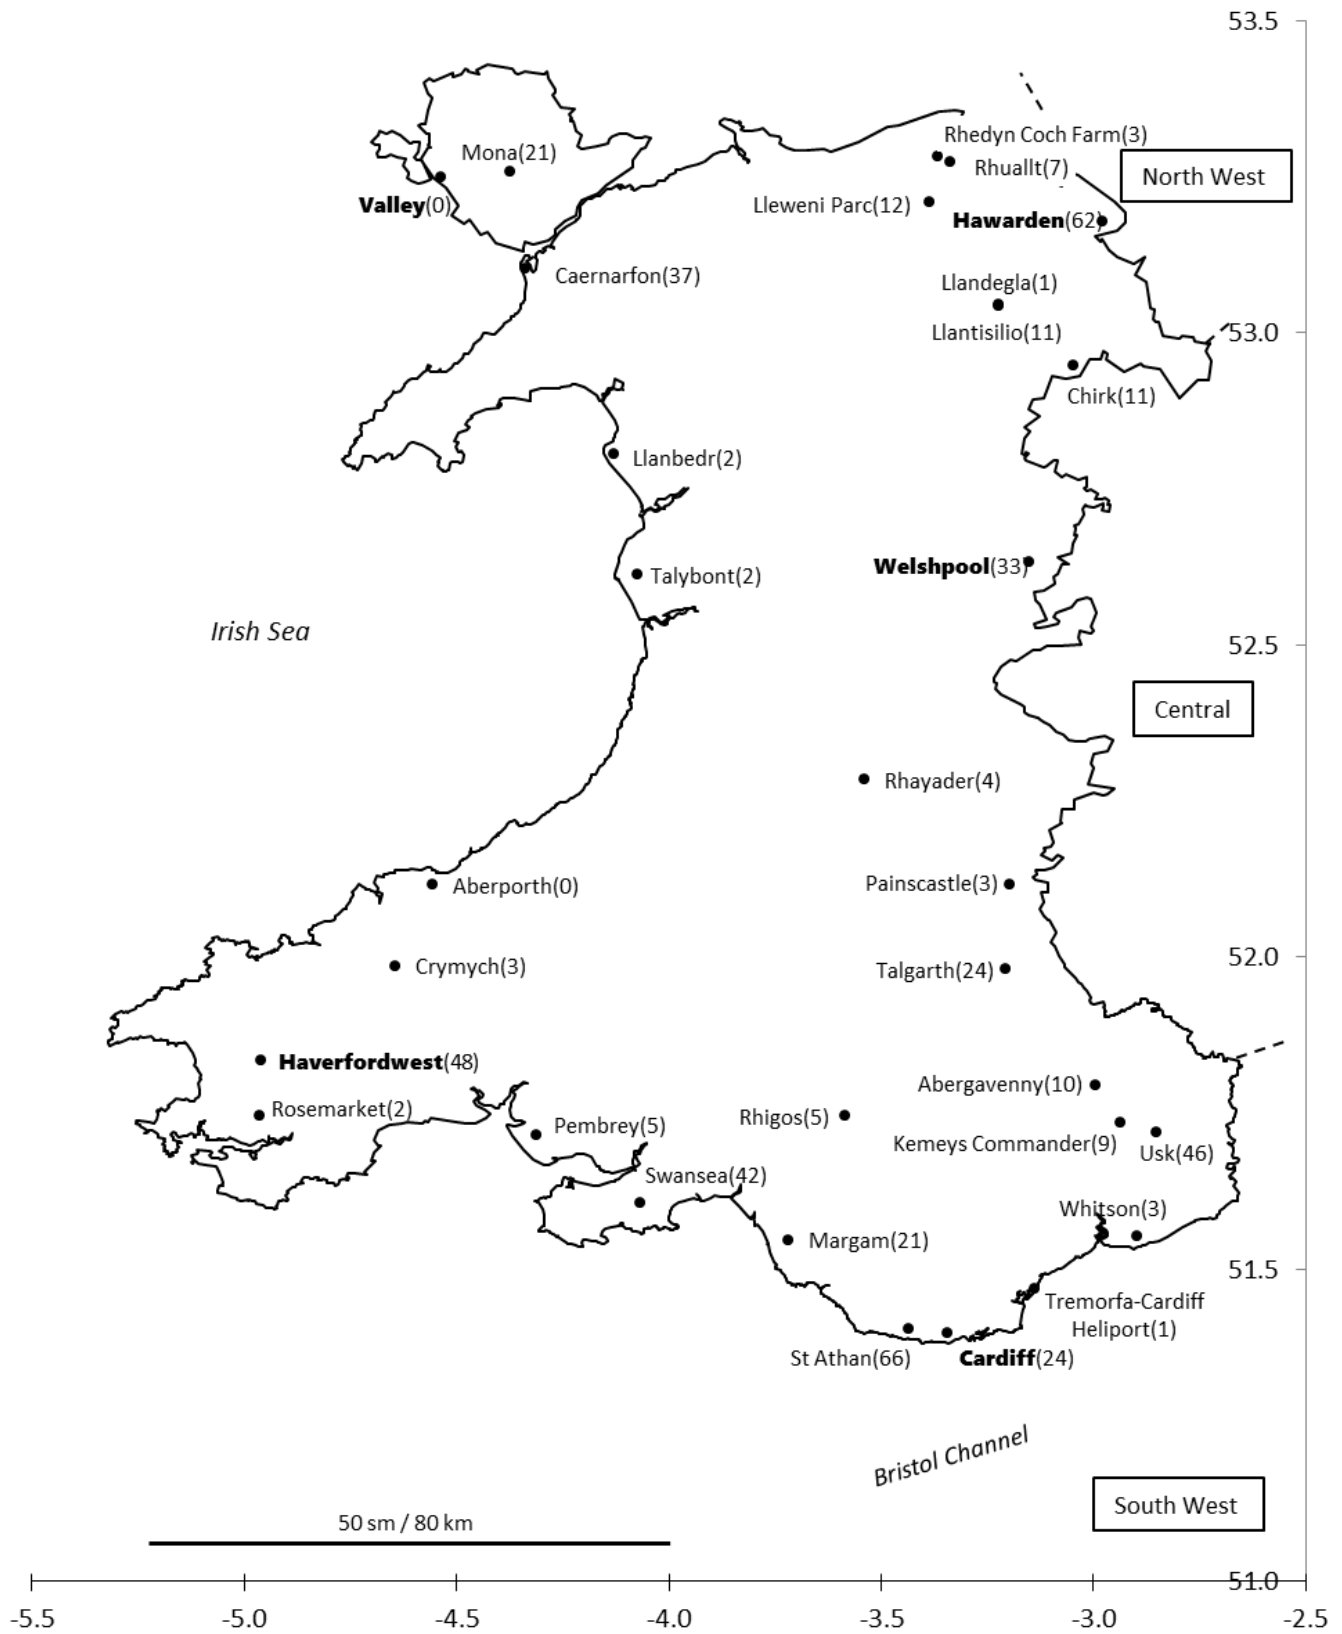 53.5
Rhedyn Coch Farm(3)
Mona(21)
Rhuallt(7)
North West
Valley(0)
Lleweni Parc(12)
Hawarden(62)
Caernarfon(37)
Llandegla(1)
Llantisilio(11)
53.0
Chirk(11)
Llanbedr(2)
Welshpool(33)
Talybont(2)
Irish Sea
52.5
Central
Rhayader(4)
Painscastle(3)
Aberporth(0)
52.0
Crymych(3)
Talgarth(24)
Haverfordwest(48)
Abergavenny(10)
Rosemarket(2)
Rhigos(5)
Pembrey(5)
Kemeys Commander(9)
Usk(46)
Swansea(42)
Whitson(3)
Margam(21)
51.5
Tremorfa-Cardiff
Heliport(1)
St Athan(66)
Cardiff(24)
Bristol Channel
South West
50 sm / 80 km
51.0
-5.5
-5.0
-4.5
-4.0
-3.5
-3.0
-2.5